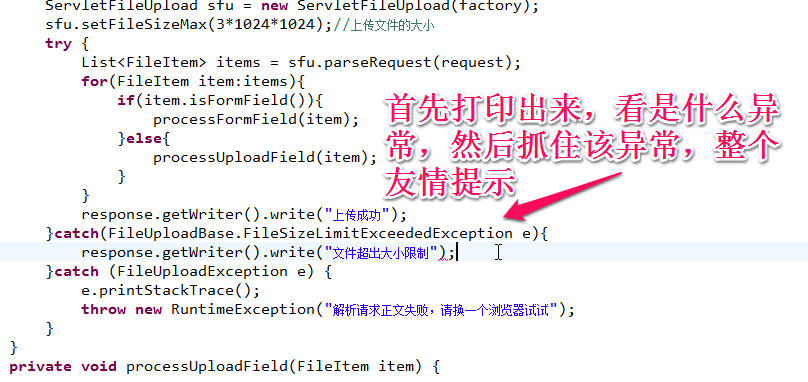 ServletFileUpload sfu = new ServletFileUpload(factory);
sfu.setFileSizeMax(3*1024*1024);//上传文件的大小
try {
List<FileItem> items = sfu.parseRequest(request);
for(FileItem item:items){
if(item.isFormField()){
processFormField(item);
}else{
processUploadField(item);
}
}
response.getWriter().write("上传成功");
}catch(FileUploadBase.FileSizeLimitExceededException e){
response.getWriter().write("文件超出大小限制");
}catch (FileUploadException e) {
e.printStackTrace();
throw new RuntimeException("解析请求正文失败，请换一个浏览器试试");
}
}
private void processUploadField(FileItem item) {
首先打印出来，看是什么异
常，然后抓住该异常，整个
友情提示